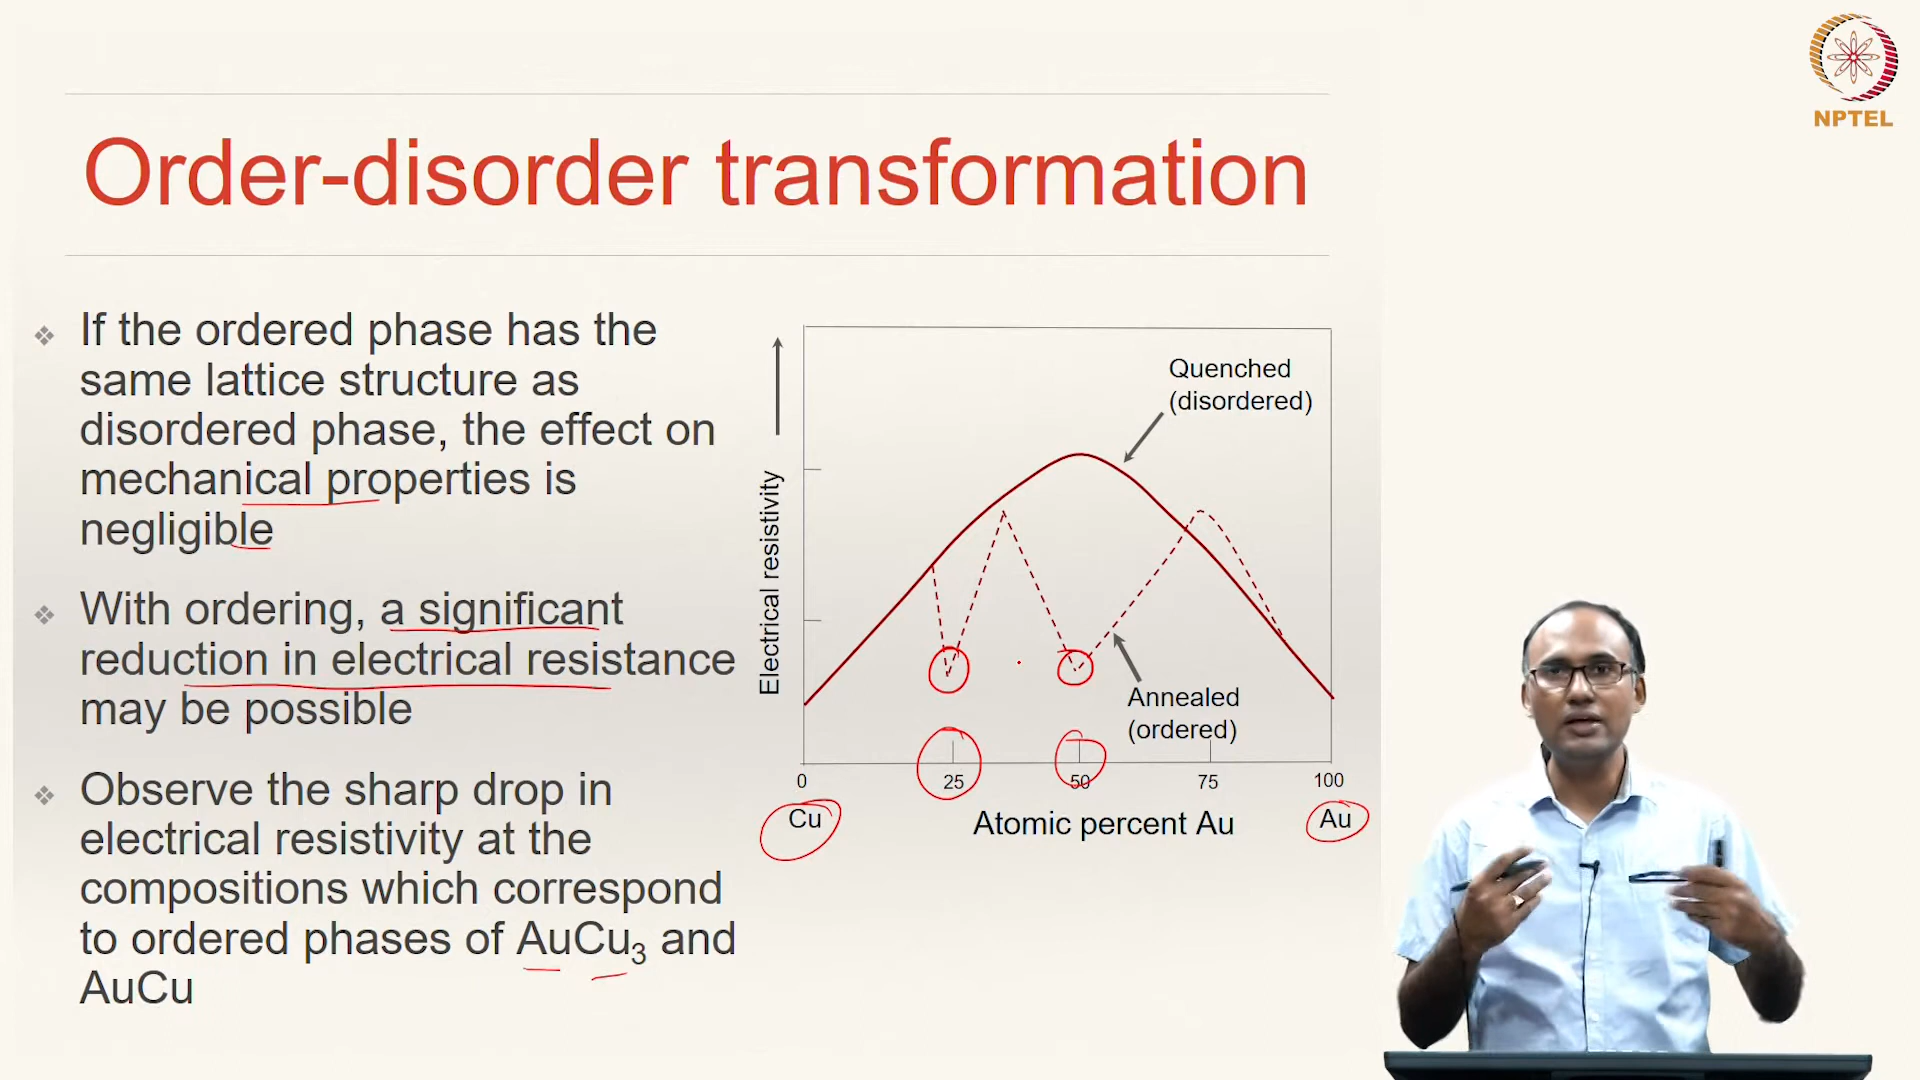 NPTEL
Order-disorder transformation
❖ If the ordered phase has the
same lattice structure as
disordered phase, the effect on
mechanical properties is
negligible
❖ With ordering, a significant
reduction in electrical resistance
may be possible
❖ Observe the sharp drop in
electrical resistivity at the
compositions which correspond
to ordered phases of AuCu₃ and
AuCu
Electrical resistivity
Quenched
(disordered)
Annealed
(ordered)
0 25 50 75 100
Cu Atomic percent Au Au